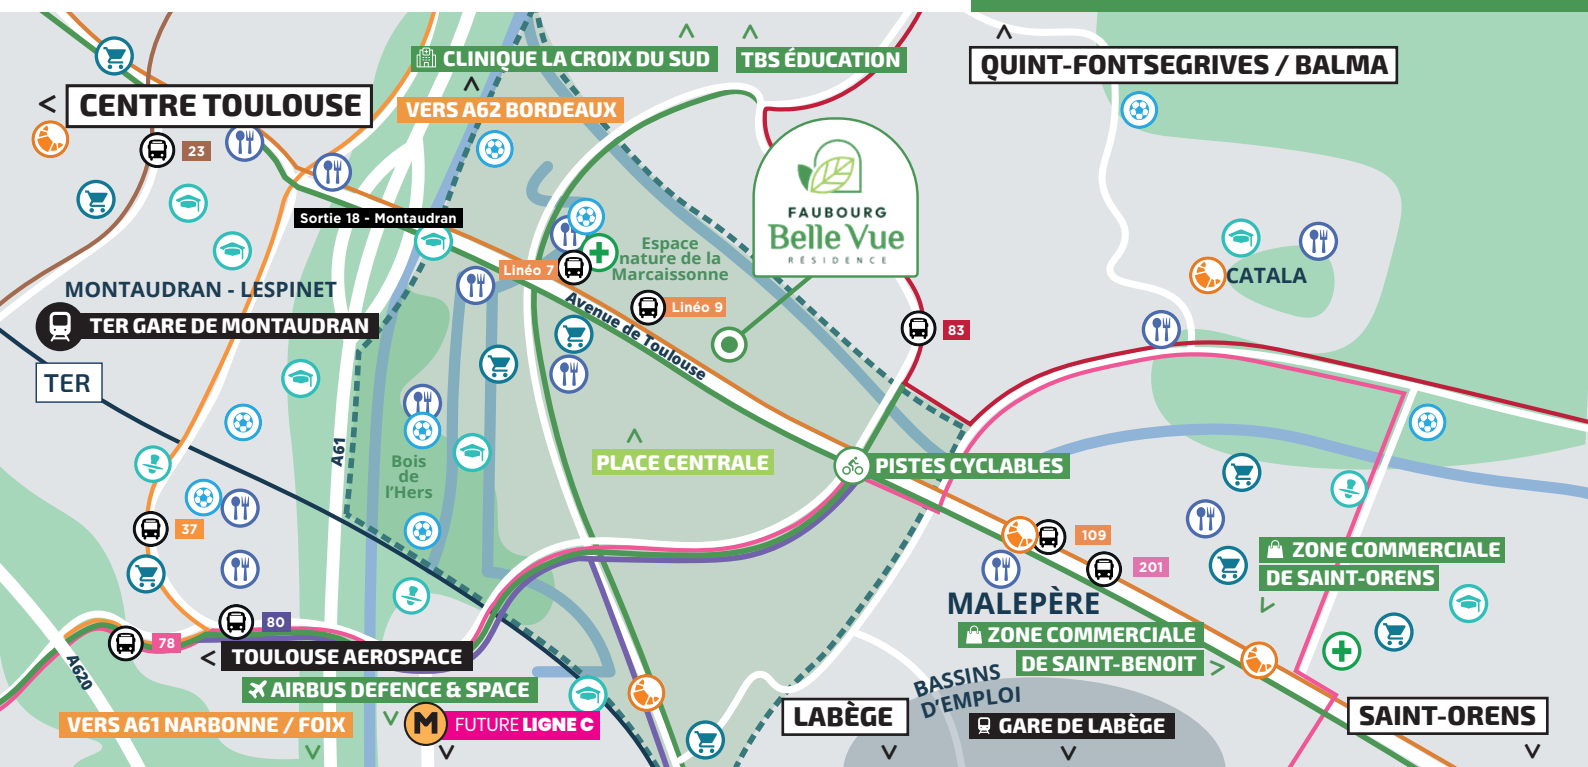 CLINIQUE LA CROIX DU SUD
TBS ÉDUCATION
QUINT-FONTSEGRIVES / BALMA
< CENTRE TOULOUSE
VERS A62 BORDEAUX
23
Sortie 18 - Montaudran
FAUBOURG
Belle Vue
RÉSIDENCE
Espace
nature de la
Marcaissonne
Linéo 7
Linéo 9
Avenue de Toulouse
83
CATALA
MONTAUDRAN - LESPINET
TER GARE DE MONTAUDRAN
TER
A61
Bois
de
l'Hers
PLACE CENTRALE
PISTES CYCLABLES
37
109
201
ZONE COMMERCIALE
DE SAINT-ORENS
MALEPÈRE
ZONE COMMERCIALE
DE SAINT-BENOIT >
80
78
< TOULOUSE AEROSPACE
A620
AIRBUS DEFENCE & SPACE
VERS A61 NARBONNE / FOIX
M FUTURE LIGNE C
BASSINS
D'EMPLOI
LABÈGE
GARE DE LABÈGE
SAINT-ORENS